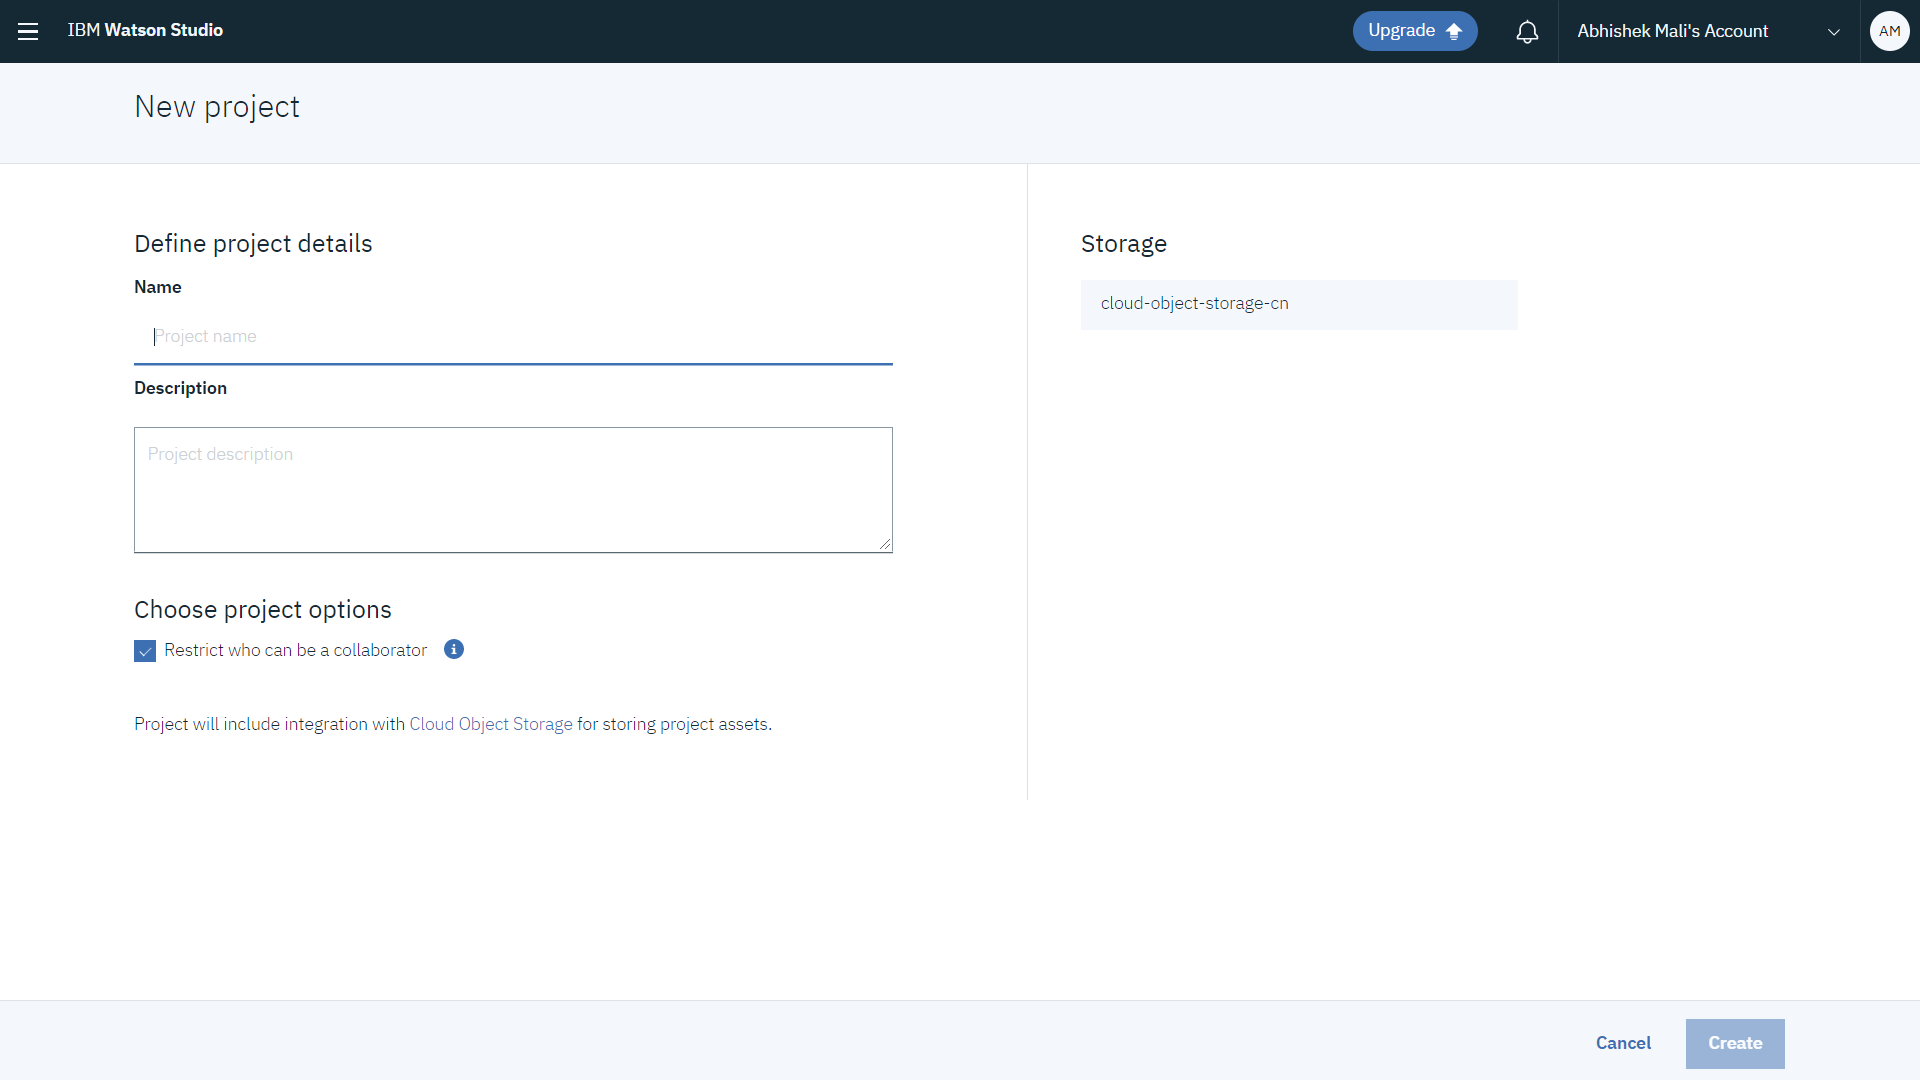 IBM Watson Studio
Upgrade
Abhishek Mali's Account
AM
New project
Define project details
Name
Project name
Description
Project description
Choose project options
Restrict who can be a collaborator
Project will include integration with Cloud Object Storage for storing project assets.
Storage
cloud-object-storage-cn
Cancel
Create